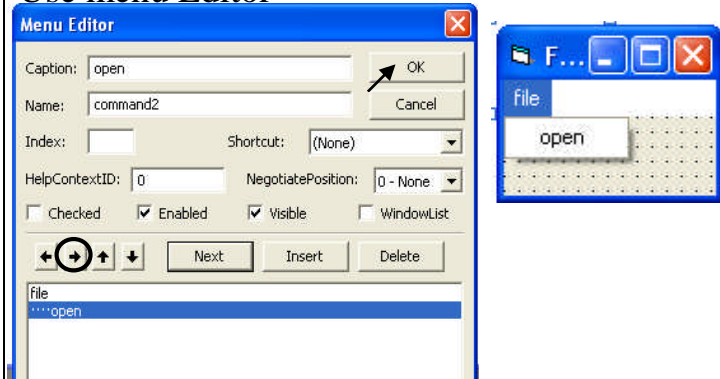 Use menu Editor
Menu Editor
Caption: open
OK
Name: command2
Cancel
Index:
Shortcut: (None)
HelpContextID: 0
NegotiatePosition: 0 - None
Checked
Enabled
Visible
WindowList
Next
Insert
Delete
file
····open
F...
file
open